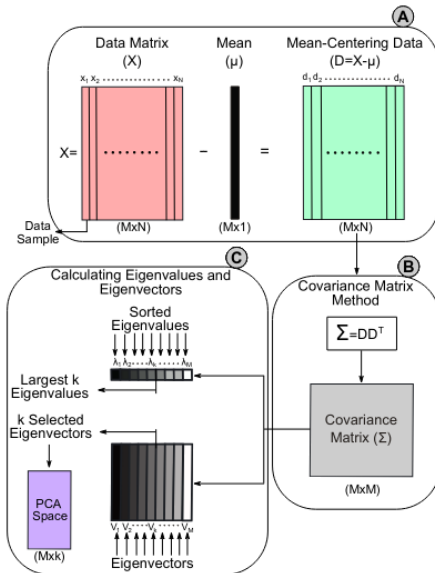 A
Data Matrix
(X)
Mean
(μ)
Mean-Centering Data
(D=X-μ)
x1 x2 .................. xN
d1 d2 .................. dN
X=
........
−
=
........
Data
Sample
(MxN)
(Mx1)
(MxN)
C
Calculating Eigenvalues and
Eigenvectors
Sorted
Eigenvalues
λ1 λ2 ·····λk ······ λM
Largest k
Eigenvalues
k Selected
Eigenvectors
PCA
Space
(Mxk)
V1 V2 ····· Vk ······ VM
Eigenvectors
B
Covariance Matrix
Method
Σ=DDᵀ
Covariance
Matrix (Σ)
(MxM)